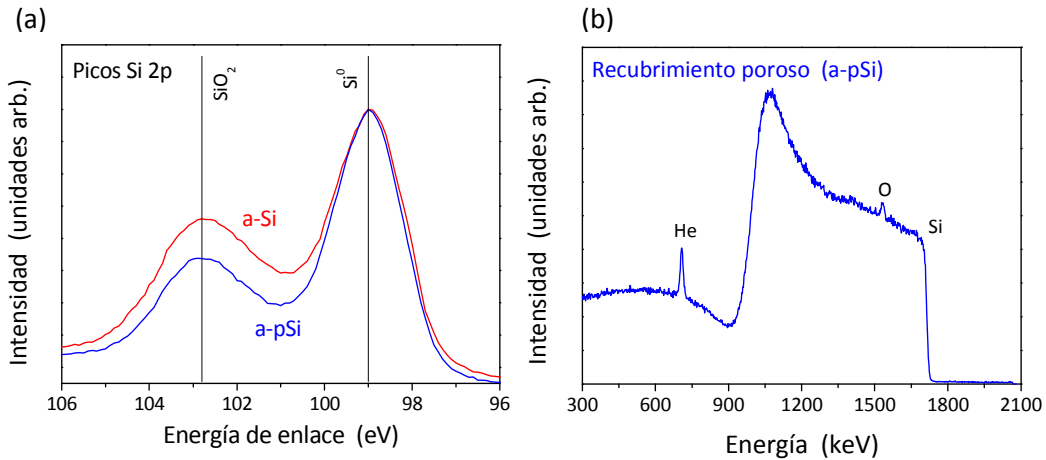 (a)
Picos Si 2p
SiO₂
Si⁰
a-Si
a-pSi
Intensidad (unidades arb.)
106 104 102 100 98 96
Energía de enlace (eV)
(b)
Recubrimiento poroso (a-pSi)
He
O
Si
Intensidad (unidades arb.)
300 600 900 1200 1500 1800 2100
Energía (keV)